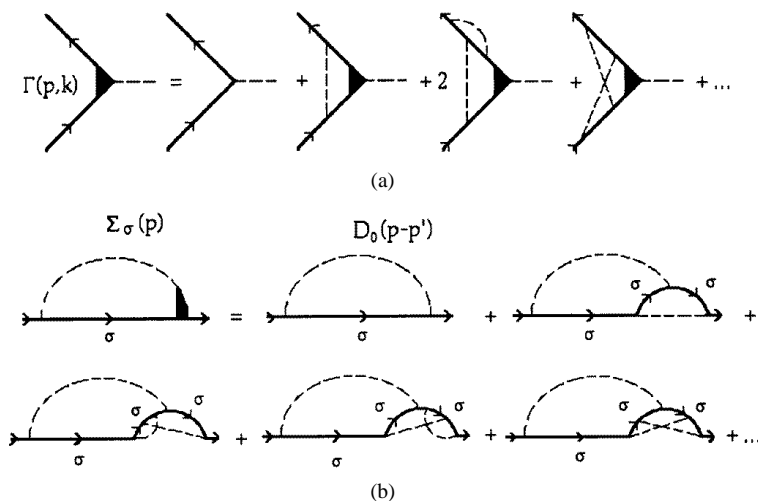 Γ(p,k) = + +2 + +...
(a)
Σσ(p) D₀(p-p')
σ = σ + σ σ σ +
σ σ σ + σ σ σ + σ σ σ +...
(b)